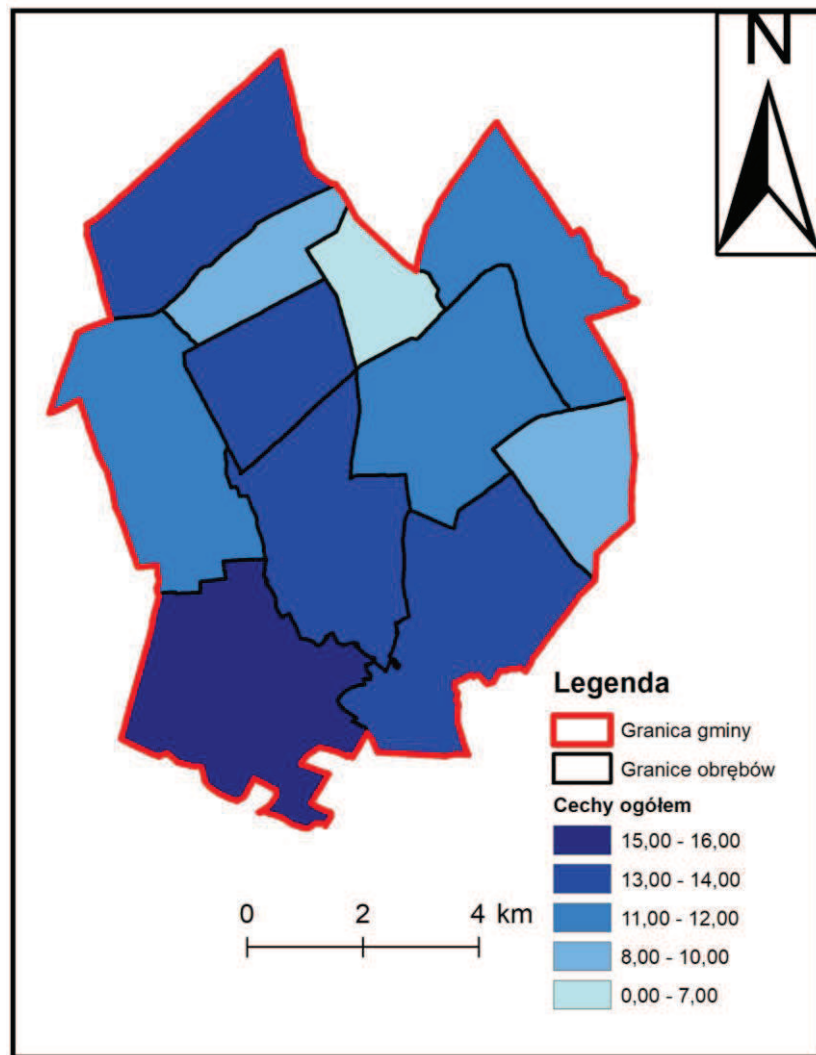 N
Legenda
Granica gminy
Granice obrębów
Cechy ogółem
15,00 - 16,00
13,00 - 14,00
11,00 - 12,00
8,00 - 10,00
0,00 - 7,00
0 2 4 km